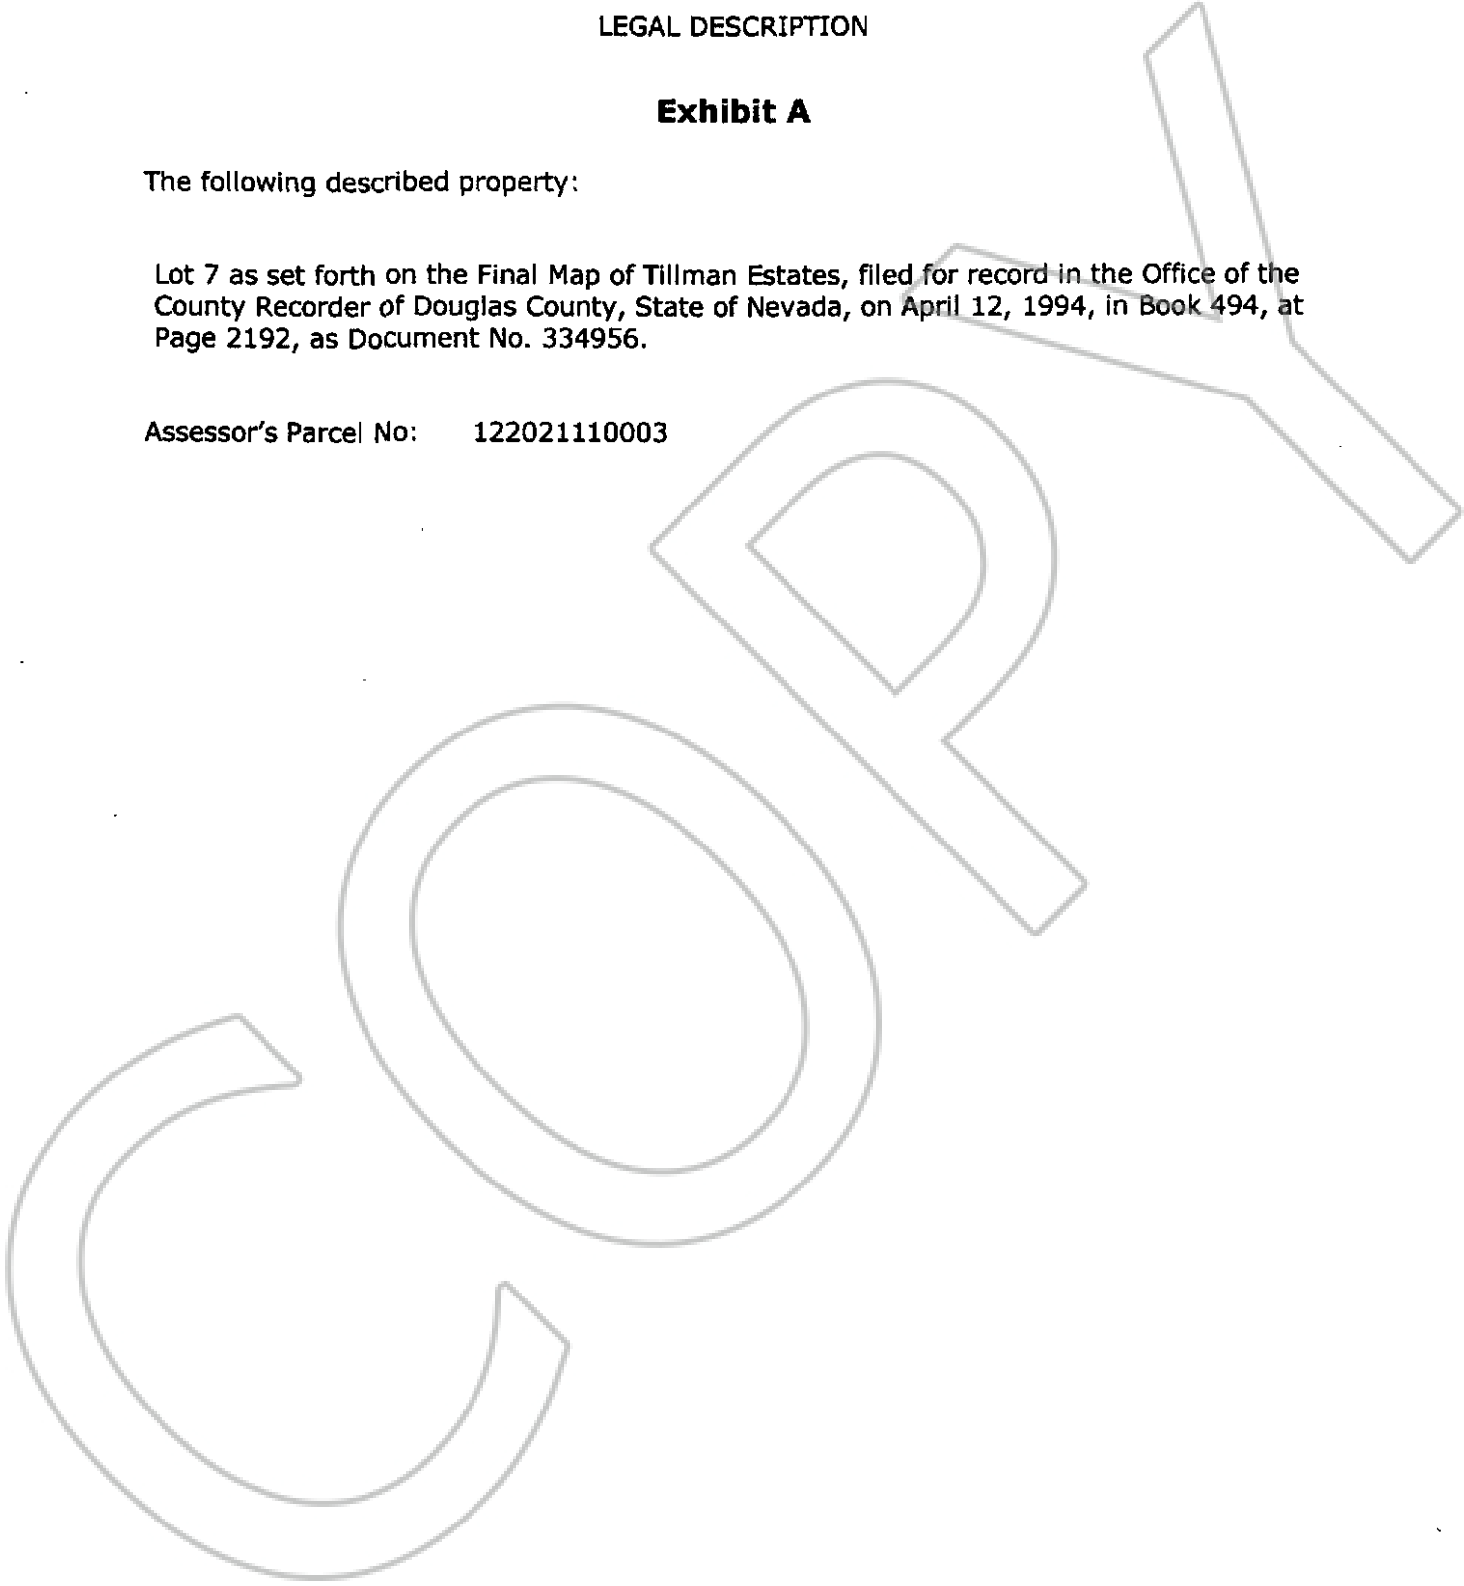 LEGAL DESCRIPTION
Exhibit A
The following described property:
Lot 7 as set forth on the Final Map of Tillman Estates, filed for record in the Office of the
County Recorder of Douglas County, State of Nevada, on April 12, 1994, in Book 494, at
Page 2192, as Document No. 334956.
Assessor's Parcel No: 122021110003
COPY